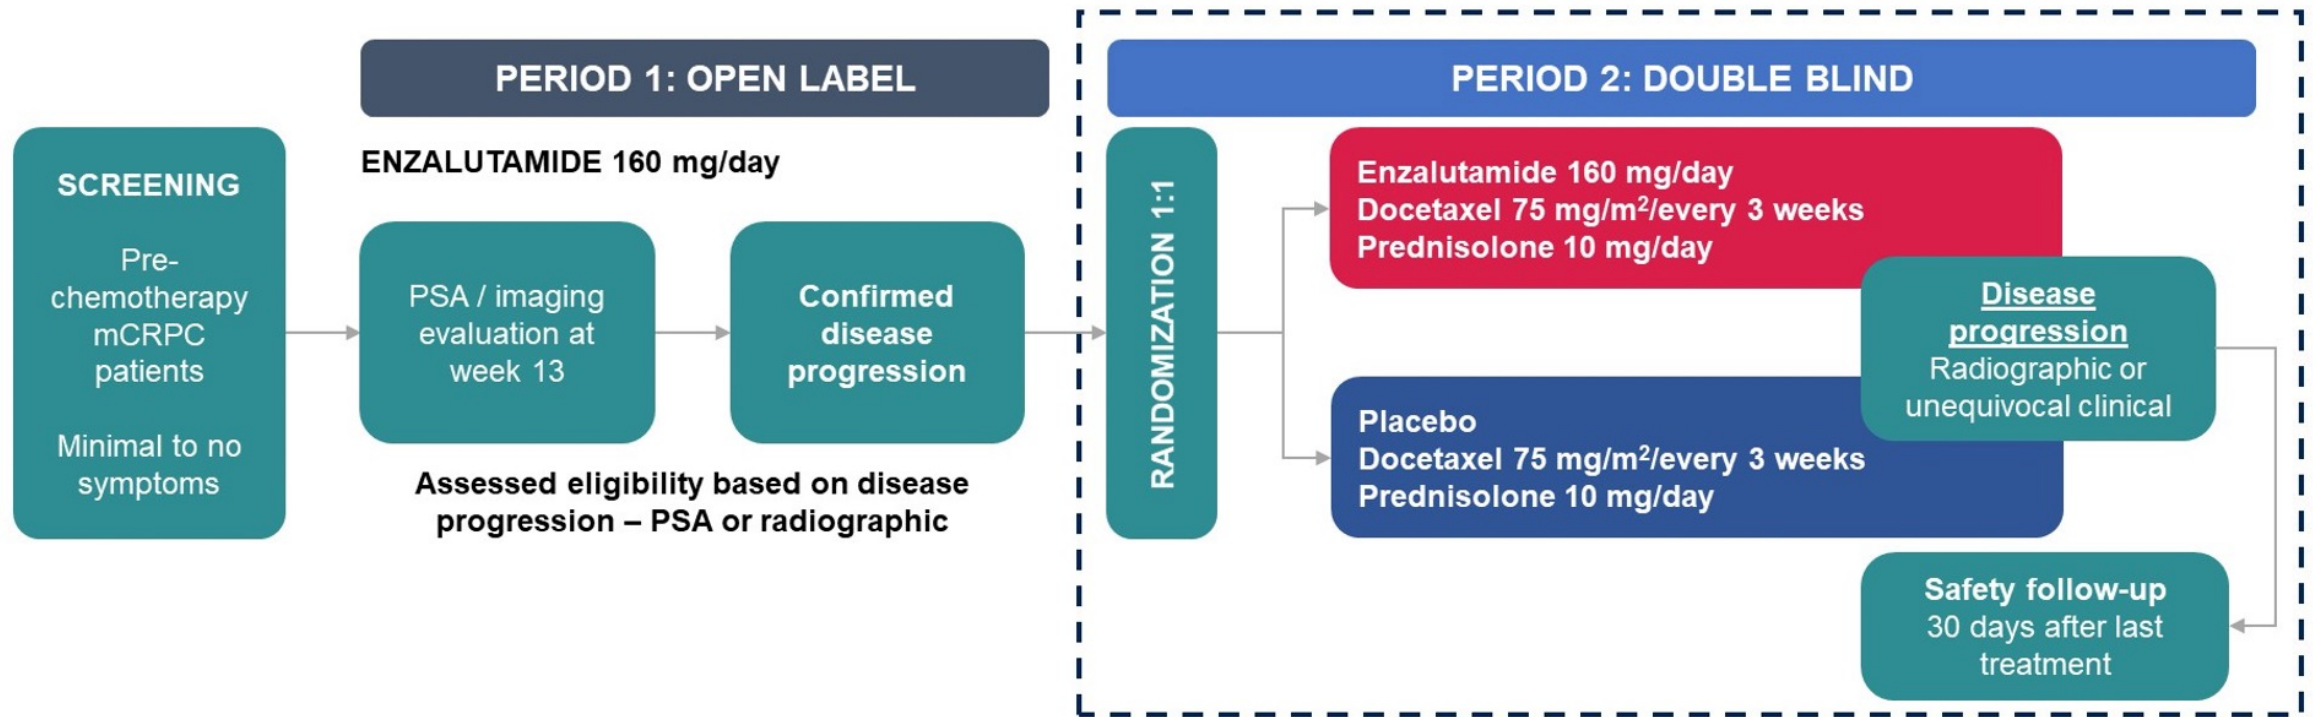 PERIOD 1: OPEN LABEL
PERIOD 2: DOUBLE BLIND
SCREENING
Pre-
chemotherapy
mCRPC
patients
Minimal to no
symptoms
ENZALUTAMIDE 160 mg/day
PSA / imaging
evaluation at
week 13
Confirmed
disease
progression
Assessed eligibility based on disease
progression – PSA or radiographic
RANDOMIZATION 1:1
Enzalutamide 160 mg/day
Docetaxel 75 mg/m²/every 3 weeks
Prednisolone 10 mg/day
Placebo
Docetaxel 75 mg/m²/every 3 weeks
Prednisolone 10 mg/day
Disease
progression
Radiographic or
unequivocal clinical
Safety follow-up
30 days after last
treatment